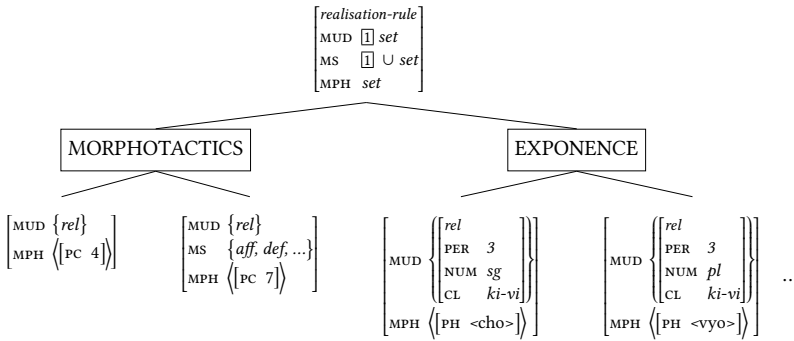 realisation-rule
MUD [1] set
MS [1] ∪ set
MPH set
MORPHOTACTICS
EXPONENCE
MUD {rel}
MPH ⟨[PC 4]⟩
MUD {rel}
MS {aff, def, ...}
MPH ⟨[PC 7]⟩
rel
PER 3
MUD
NUM sg
CL ki-vi
MPH ⟨[PH <cho>]⟩
rel
PER 3
MUD
NUM pl
CL ki-vi
MPH ⟨[PH <vyo>]⟩
..